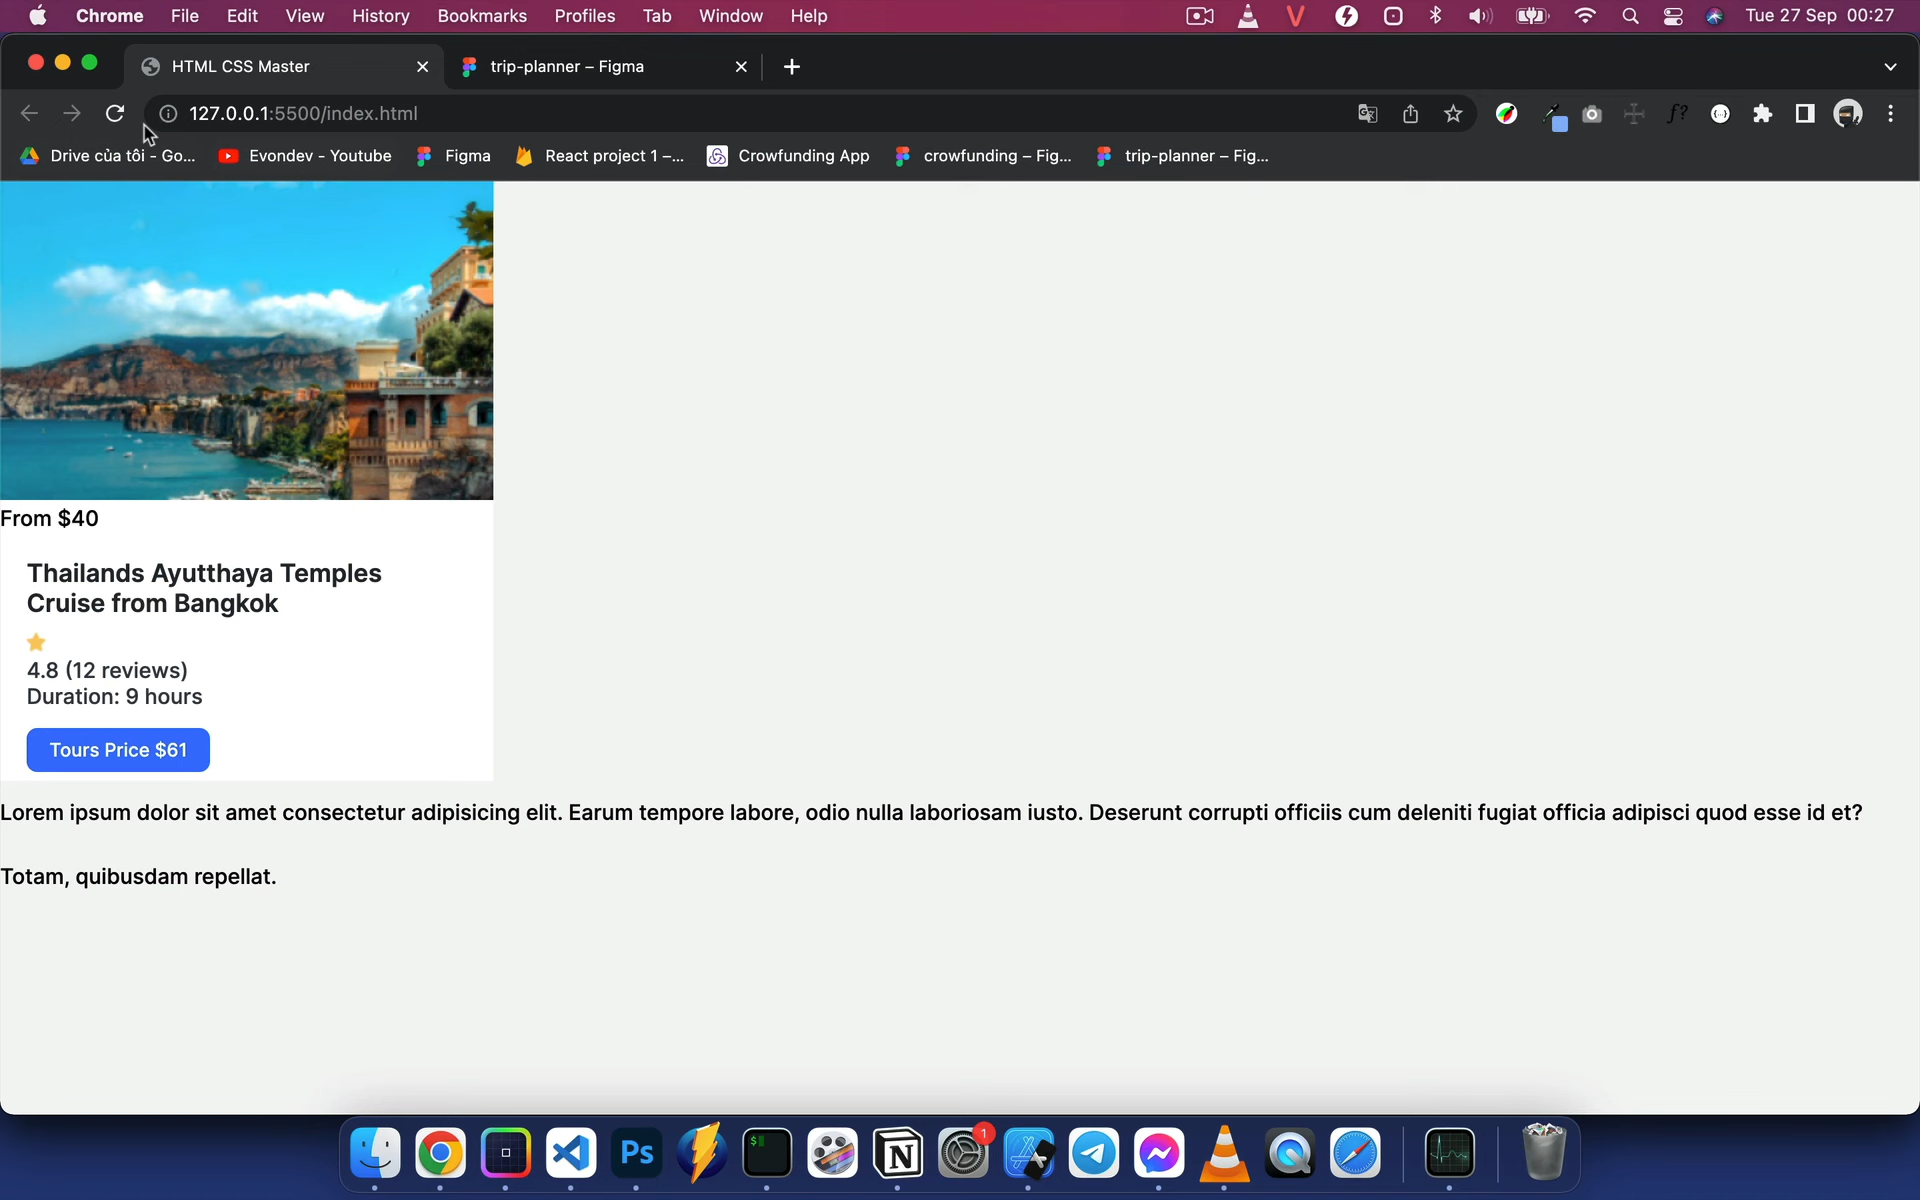 Chrome File Edit View History Bookmarks Profiles Tab Window Help Tue 27 Sep 00:27
HTML CSS Master trip-planner – Figma
127.0.0.1:5500/index.html
Drive của tôi - Go... Evondev - Youtube Figma React project 1 –... Crowfunding App crowfunding – Fig... trip-planner – Fig...
From $40
Thailands Ayutthaya Temples
Cruise from Bangkok
4.8 (12 reviews)
Duration: 9 hours
Tours Price $61
Lorem ipsum dolor sit amet consectetur adipisicing elit. Earum tempore labore, odio nulla laboriosam iusto. Deserunt corrupti officiis cum deleniti fugiat officia adipisci quod esse id et?
Totam, quibusdam repellat.
Ps
1